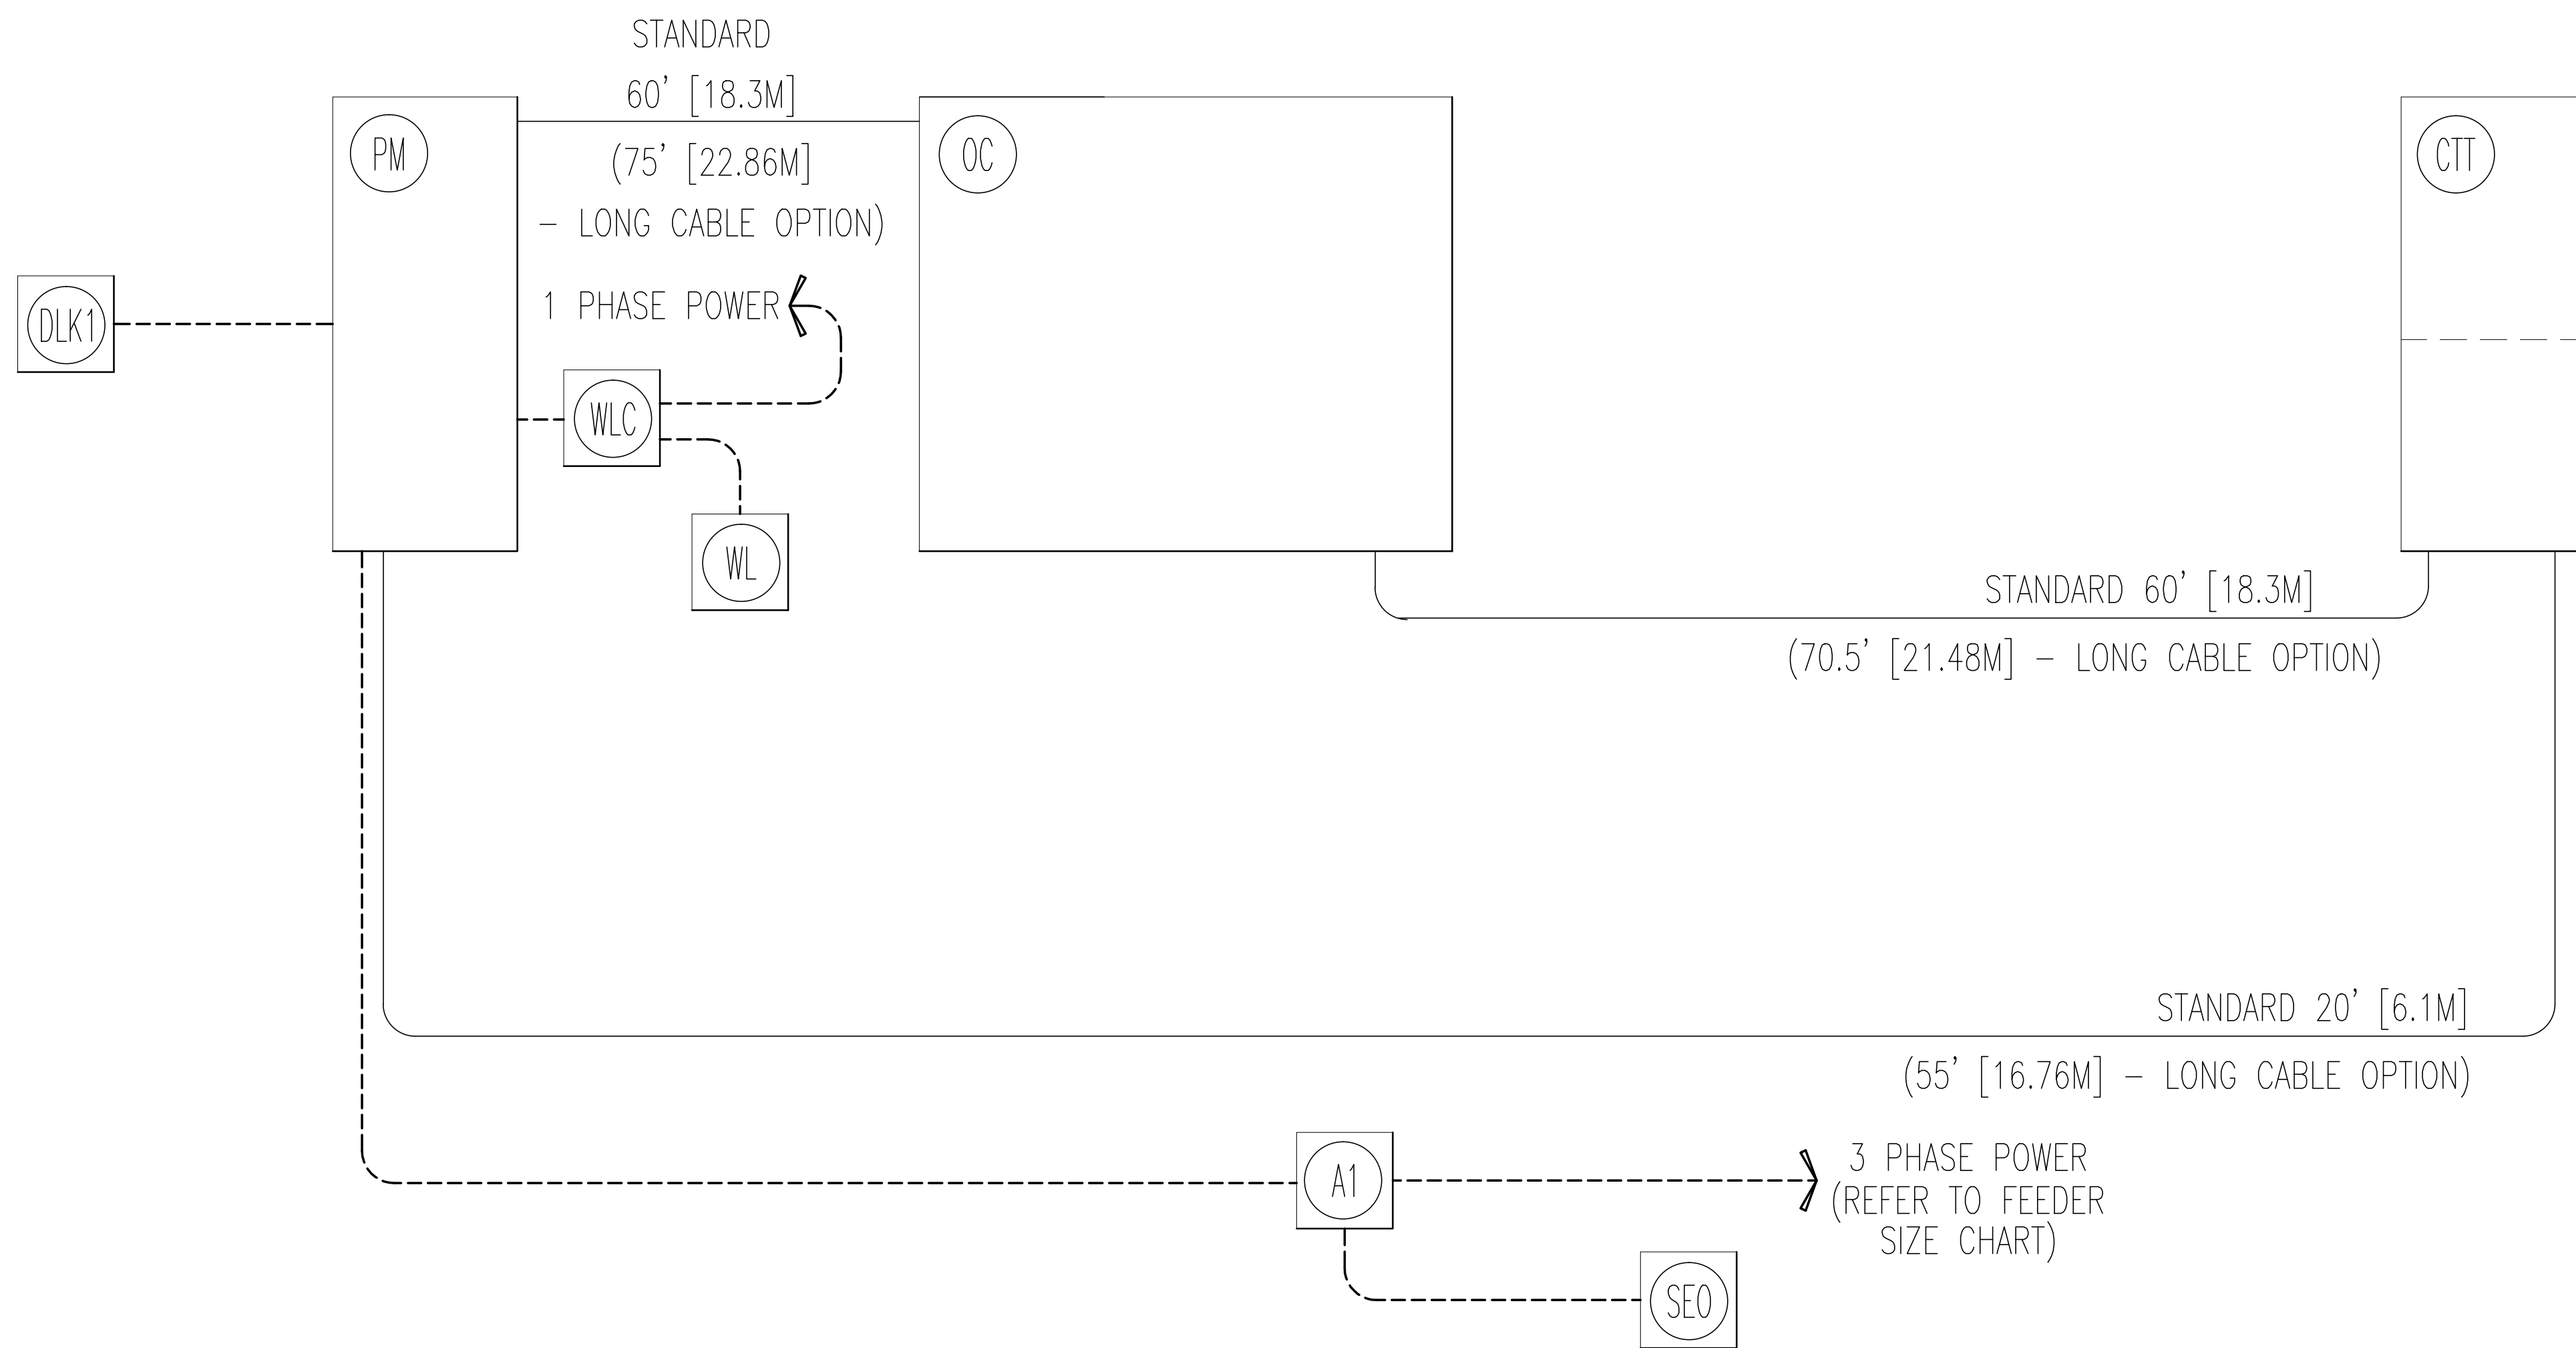 STANDARD
60' [18.3M]
PM
OC
CTT
(75' [22.86M]
- LONG CABLE OPTION)
1 PHASE POWER
DLK1
WLC
WL
STANDARD 60' [18.3M]
(70.5' [21.48M] - LONG CABLE OPTION)
STANDARD 20' [6.1M]
(55' [16.76M] - LONG CABLE OPTION)
A1
3 PHASE POWER
(REFER TO FEEDER
SIZE CHART)
SEO